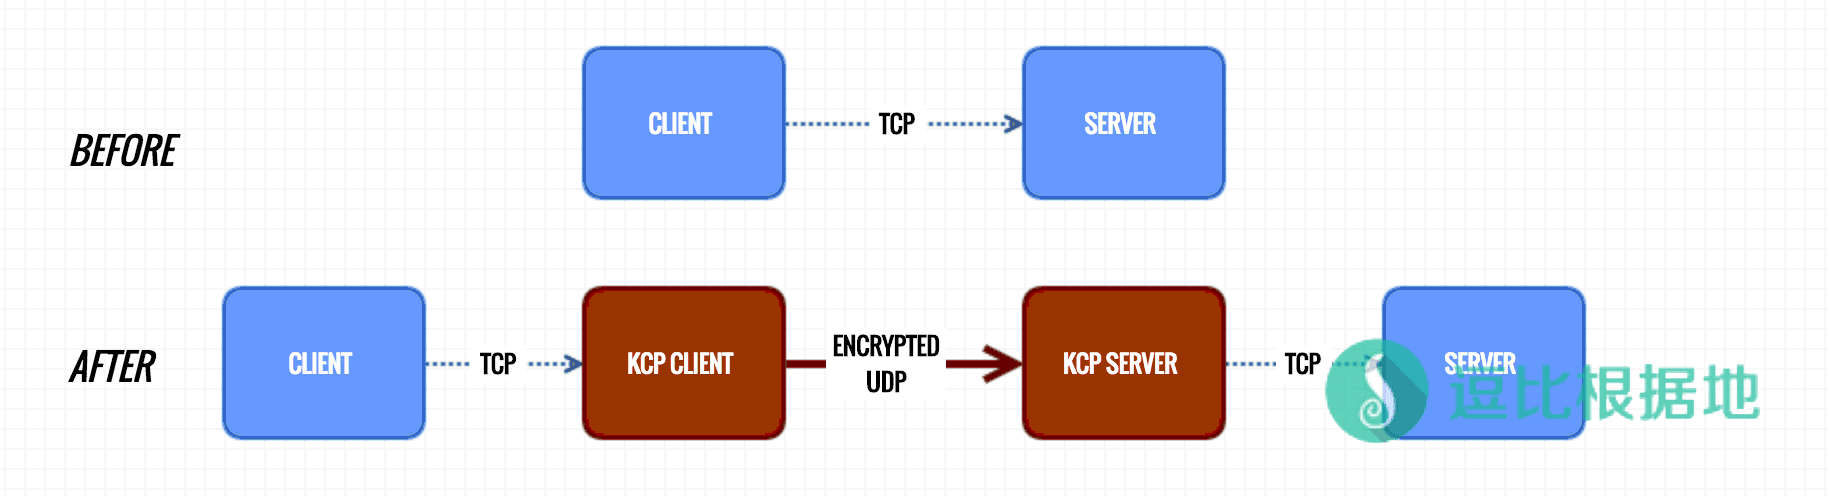 BEFORE
CLIENT
TCP
SERVER
AFTER
CLIENT
TCP
KCP CLIENT
ENCRYPTED
UDP
KCP SERVER
TCP
SERVER
逗比根据地